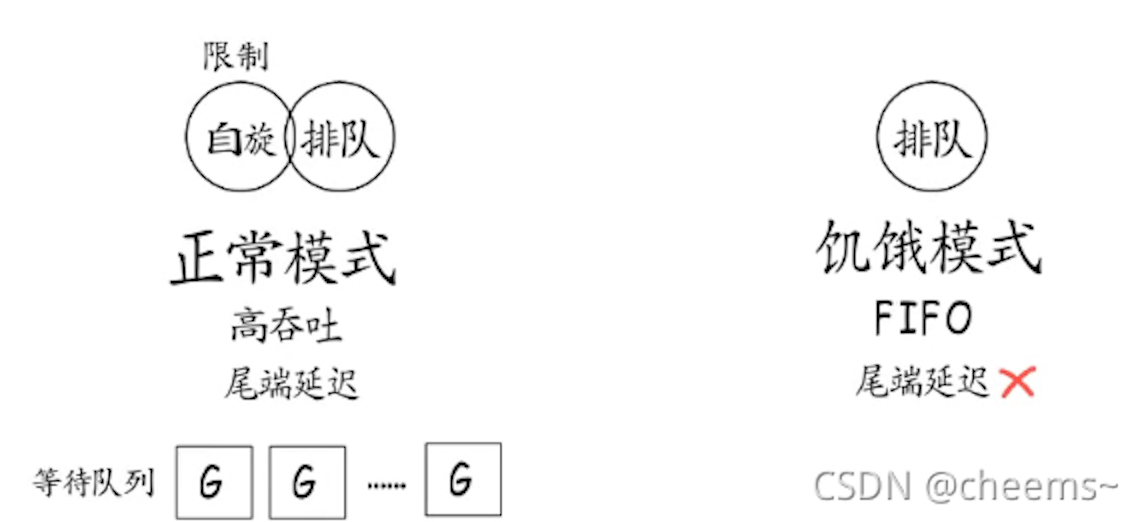 限制
自旋 排队
正常模式
高吞吐
尾端延迟
等待队列 G G …… G
排队
饥饿模式
FIFO
尾端延迟
CSDN @cheems~